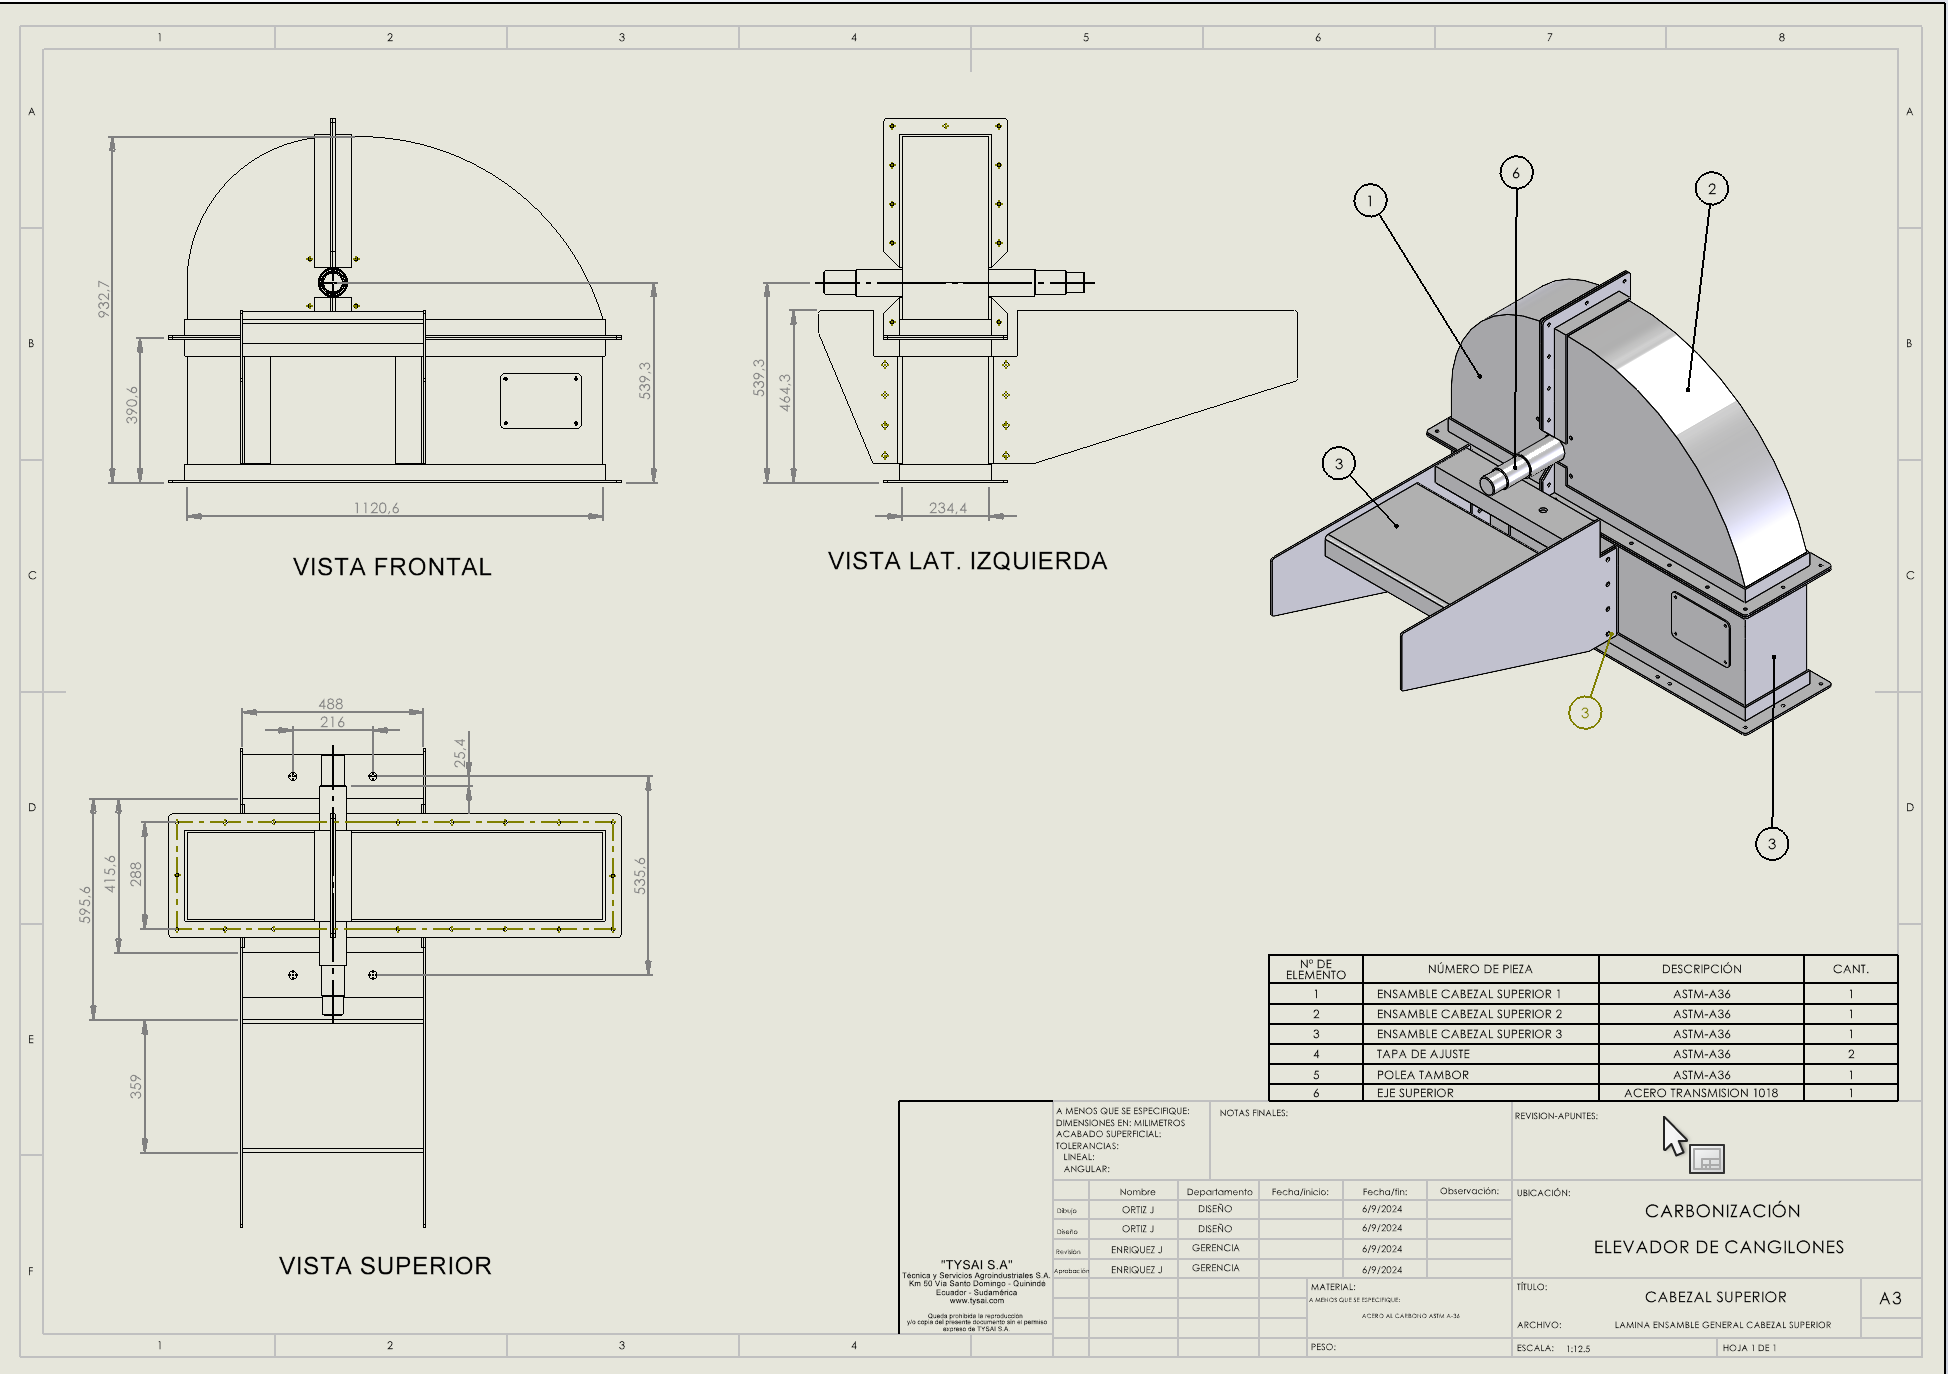 1 2 3 4 5 6 7 8
A A
B B
C C
D D
E
F
932,7
390,6
539,3
1120,6
VISTA FRONTAL
539,3
464,3
234,4
VISTA LAT. IZQUIERDA
1
6
2
3
3
3
488
216
25,4
595,6
415,6
288
535,6
359
VISTA SUPERIOR
Nº DE ELEMENTO NÚMERO DE PIEZA DESCRIPCIÓN CANT.
1 ENSAMBLE CABEZAL SUPERIOR 1 ASTM-A36 1
2 ENSAMBLE CABEZAL SUPERIOR 2 ASTM-A36 1
3 ENSAMBLE CABEZAL SUPERIOR 3 ASTM-A36 1
4 TAPA DE AJUSTE ASTM-A36 2
5 POLEA TAMBOR ASTM-A36 1
6 EJE SUPERIOR ACERO TRANSMISION 1018 1
A MENOS QUE SE ESPECIFIQUE:
DIMENSIONES EN: MILIMETROS
ACABADO SUPERFICIAL:
TOLERANCIAS:
LINEAL:
ANGULAR:
NOTAS FINALES:
REVISION-APUNTES:
Nombre Departamento Fecha/inicio: Fecha/fin: Observación:
Dibujo ORTIZ J DISEÑO 6/9/2024
Diseño ORTIZ J DISEÑO 6/9/2024
Revisión ENRIQUEZ J GERENCIA 6/9/2024
Aprobación ENRIQUEZ J GERENCIA 6/9/2024
UBICACIÓN:
CARBONIZACIÓN
ELEVADOR DE CANGILONES
"TYSAI S.A"
Técnica y Servicios Agroindustriales S.A.
Km 50 Via Santo Domingo - Quinindé
Ecuador - Sudamérica
www.tysai.com
Queda prohibida la reproducción
y/o copia del presente documento sin el permiso
expreso de TYSAI S.A.
MATERIAL:
A MENOS QUE SE ESPECIFIQUE:
ACERO AL CARBONO ASTM A-36
PESO:
TÍTULO:
CABEZAL SUPERIOR
A3
ARCHIVO: LAMINA ENSAMBLE GENERAL CABEZAL SUPERIOR
ESCALA: 1:12.5
HOJA 1 DE 1
1 2 3 4